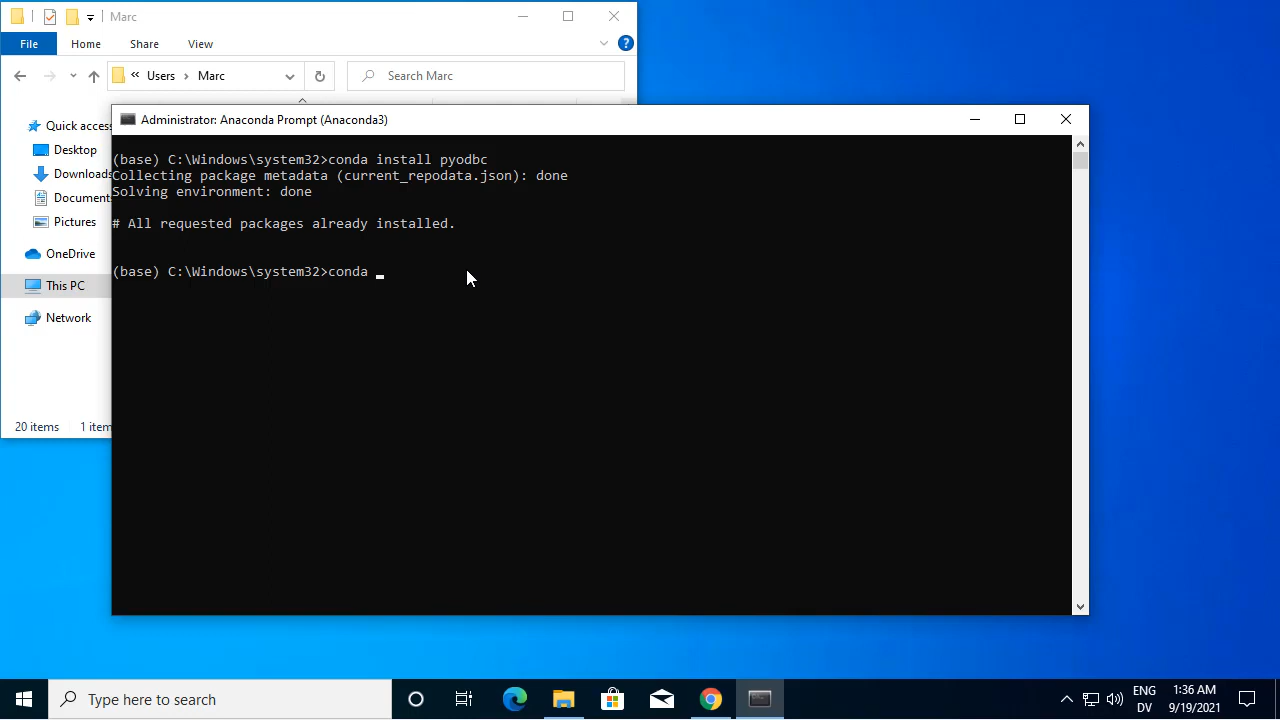 Marc
File Home Share View
Users Marc
Search Marc
Quick access
Desktop
Downloads
Document
Pictures
OneDrive
This PC
Network
20 items 1 item
Administrator: Anaconda Prompt (Anaconda3)
(base) C:\Windows\system32>conda install pyodbc
Collecting package metadata (current_repodata.json): done
Solving environment: done
# All requested packages already installed.
(base) C:\Windows\system32>conda
Type here to search
ENG
DV
1:36 AM
9/19/2021